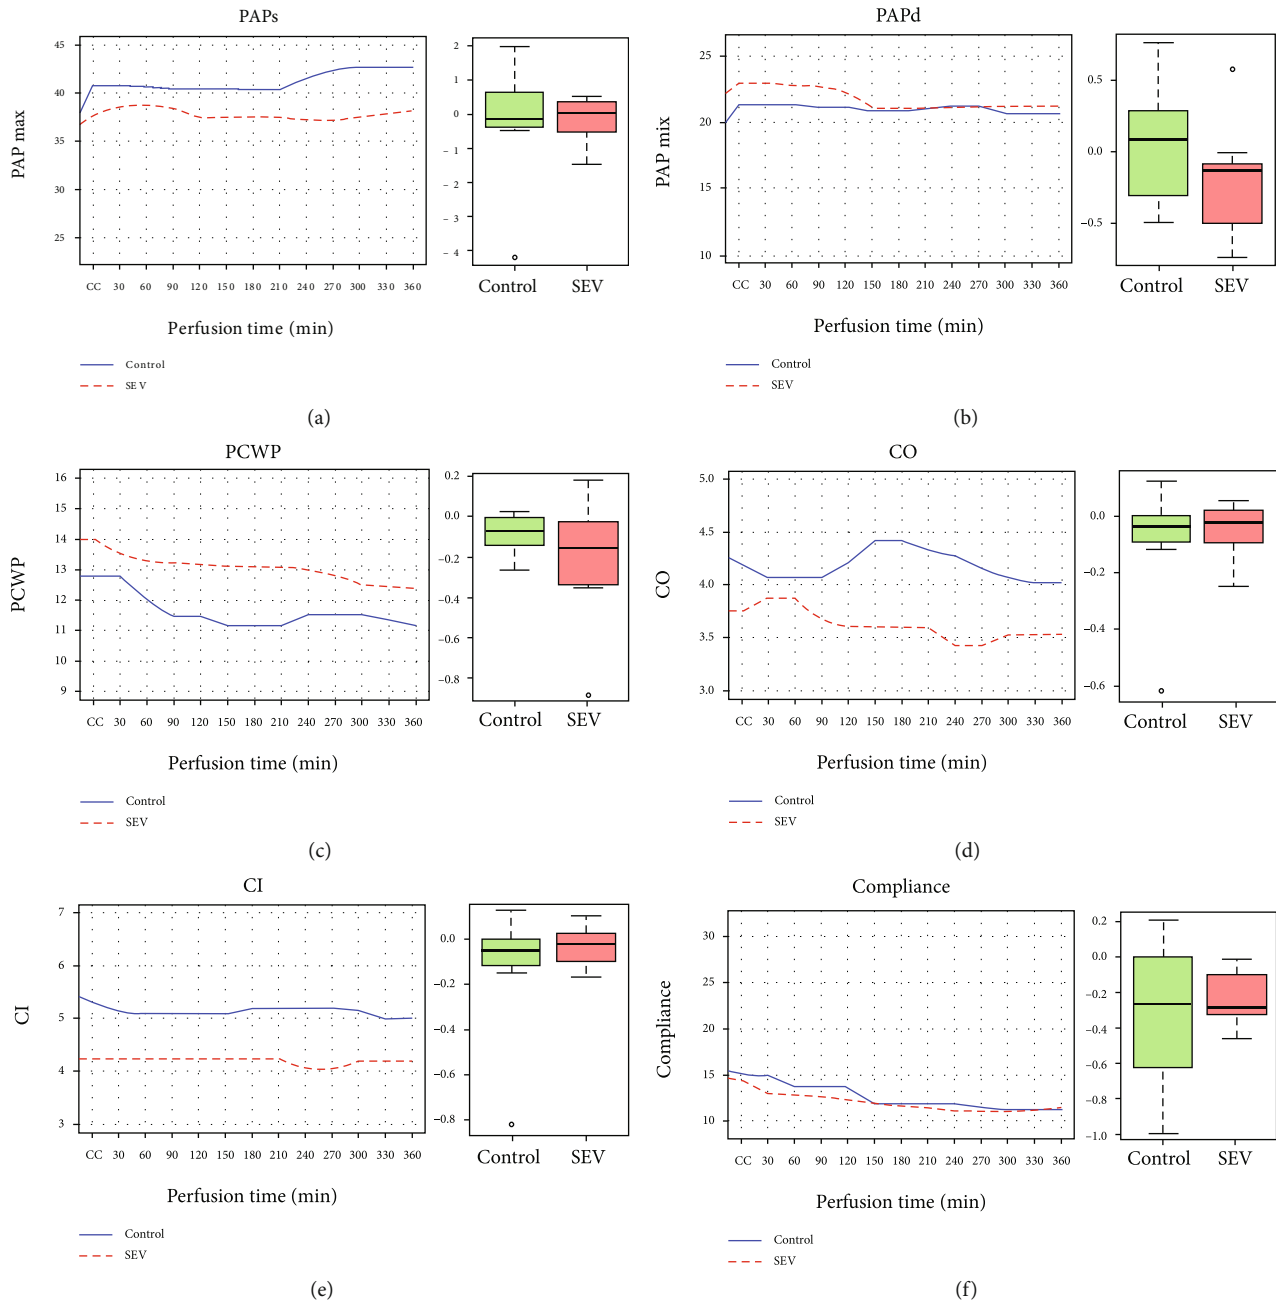 PAPs
PAP max
45
40
35
30
25
CC 30 60 90 120 150 180 210 240 270 300 330 360
Perfusion time (min)
2
1
0
– 1
– 2
– 3
– 4
Control SEV
Control
SEV
(a)
PAPd
PAP mix
25
20
15
10
CC 30 60 90 120 150 180 210 240 270 300 330 360
Perfusion time (min)
0.5
0.0
–0.5
Control SEV
Control
SEV
(b)
PCWP
PCWP
16
15
14
13
12
11
10
9
CC 30 60 90 120 150 180 210 240 270 300 330 360
Perfusion time (min)
0.2
0.0
–0.2
–0.4
–0.6
–0.8
Control SEV
Control
SEV
(c)
CO
CO
5.0
4.5
4.0
3.5
3.0
CC 30 60 90 120 150 180 210 240 270 300 330 360
Perfusion time (min)
0.0
–0.2
–0.4
–0.6
Control SEV
Control
SEV
(d)
CI
CI
7
6
5
4
3
CC 30 60 90 120 150 180 210 240 270 300 330 360
Perfusion time (min)
0.0
–0.2
–0.4
–0.6
–0.8
Control SEV
Control
SEV
(e)
Compliance
Compliance
30
25
20
15
10
CC 30 60 90 120 150 180 210 240 270 300 330 360
Perfusion time (min)
0.2
0.0
–0.2
–0.4
–0.6
–0.8
–1.0
Control SEV
Control
SEV
(f)